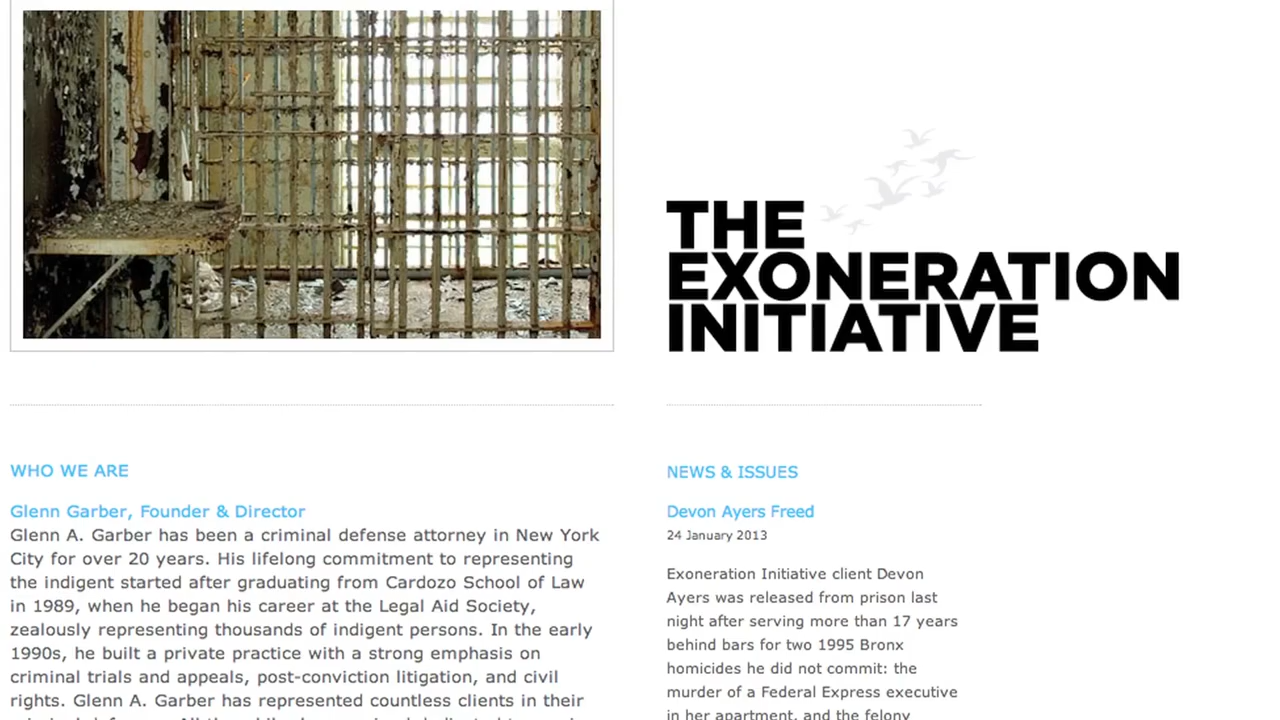 THE
EXONERATION
INITIATIVE
WHO WE ARE
Glenn Garber, Founder & Director
Glenn A. Garber has been a criminal defense attorney in New York
City for over 20 years. His lifelong commitment to representing
the indigent started after graduating from Cardozo School of Law
in 1989, when he began his career at the Legal Aid Society,
zealously representing thousands of indigent persons. In the early
1990s, he built a private practice with a strong emphasis on
criminal trials and appeals, post-conviction litigation, and civil
rights. Glenn A. Garber has represented countless clients in their
NEWS & ISSUES
Devon Ayers Freed
24 January 2013
Exoneration Initiative client Devon
Ayers was released from prison last
night after serving more than 17 years
behind bars for two 1995 Bronx
homicides he did not commit: the
murder of a Federal Express executive
in her apartment, and the felony